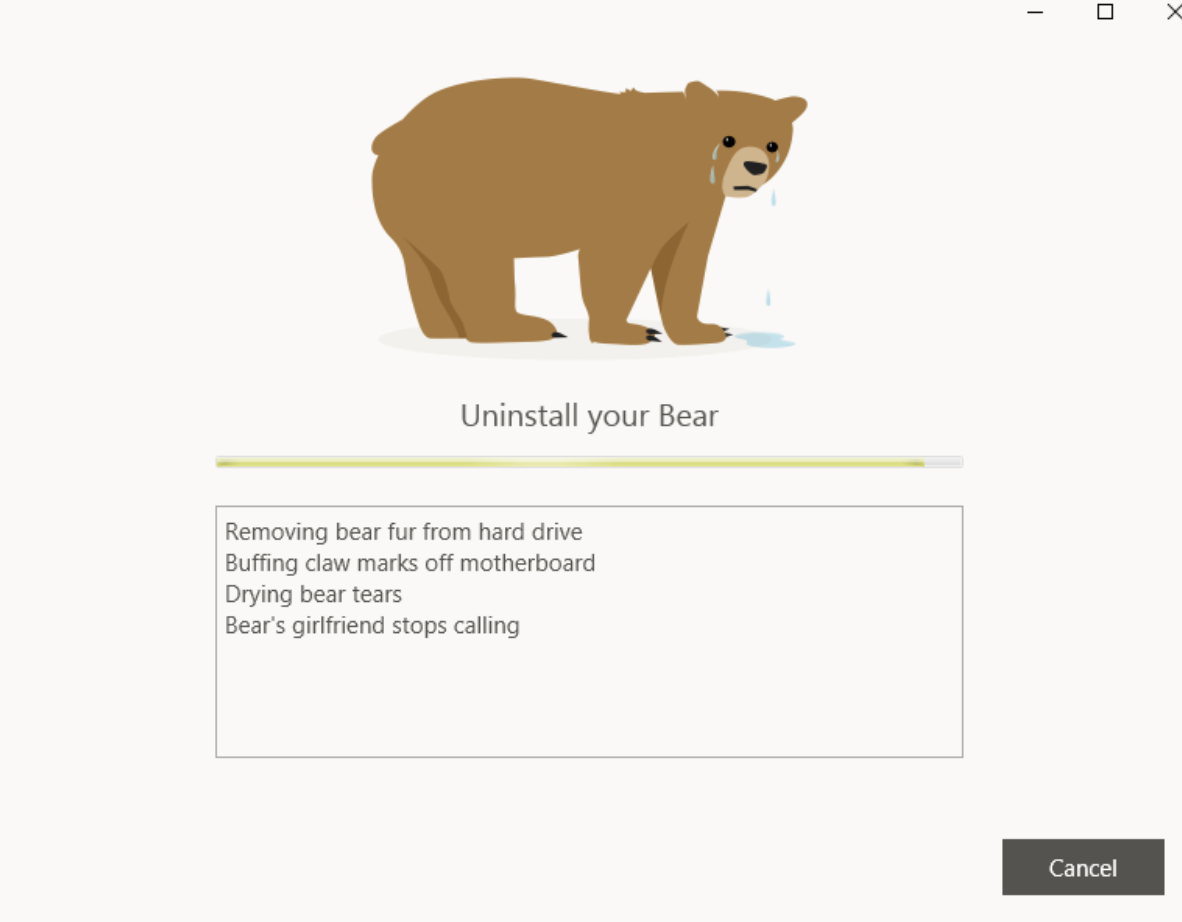 Uninstall your Bear
Removing bear fur from hard drive
Buffing claw marks off motherboard
Drying bear tears
Bear's girlfriend stops calling
Cancel